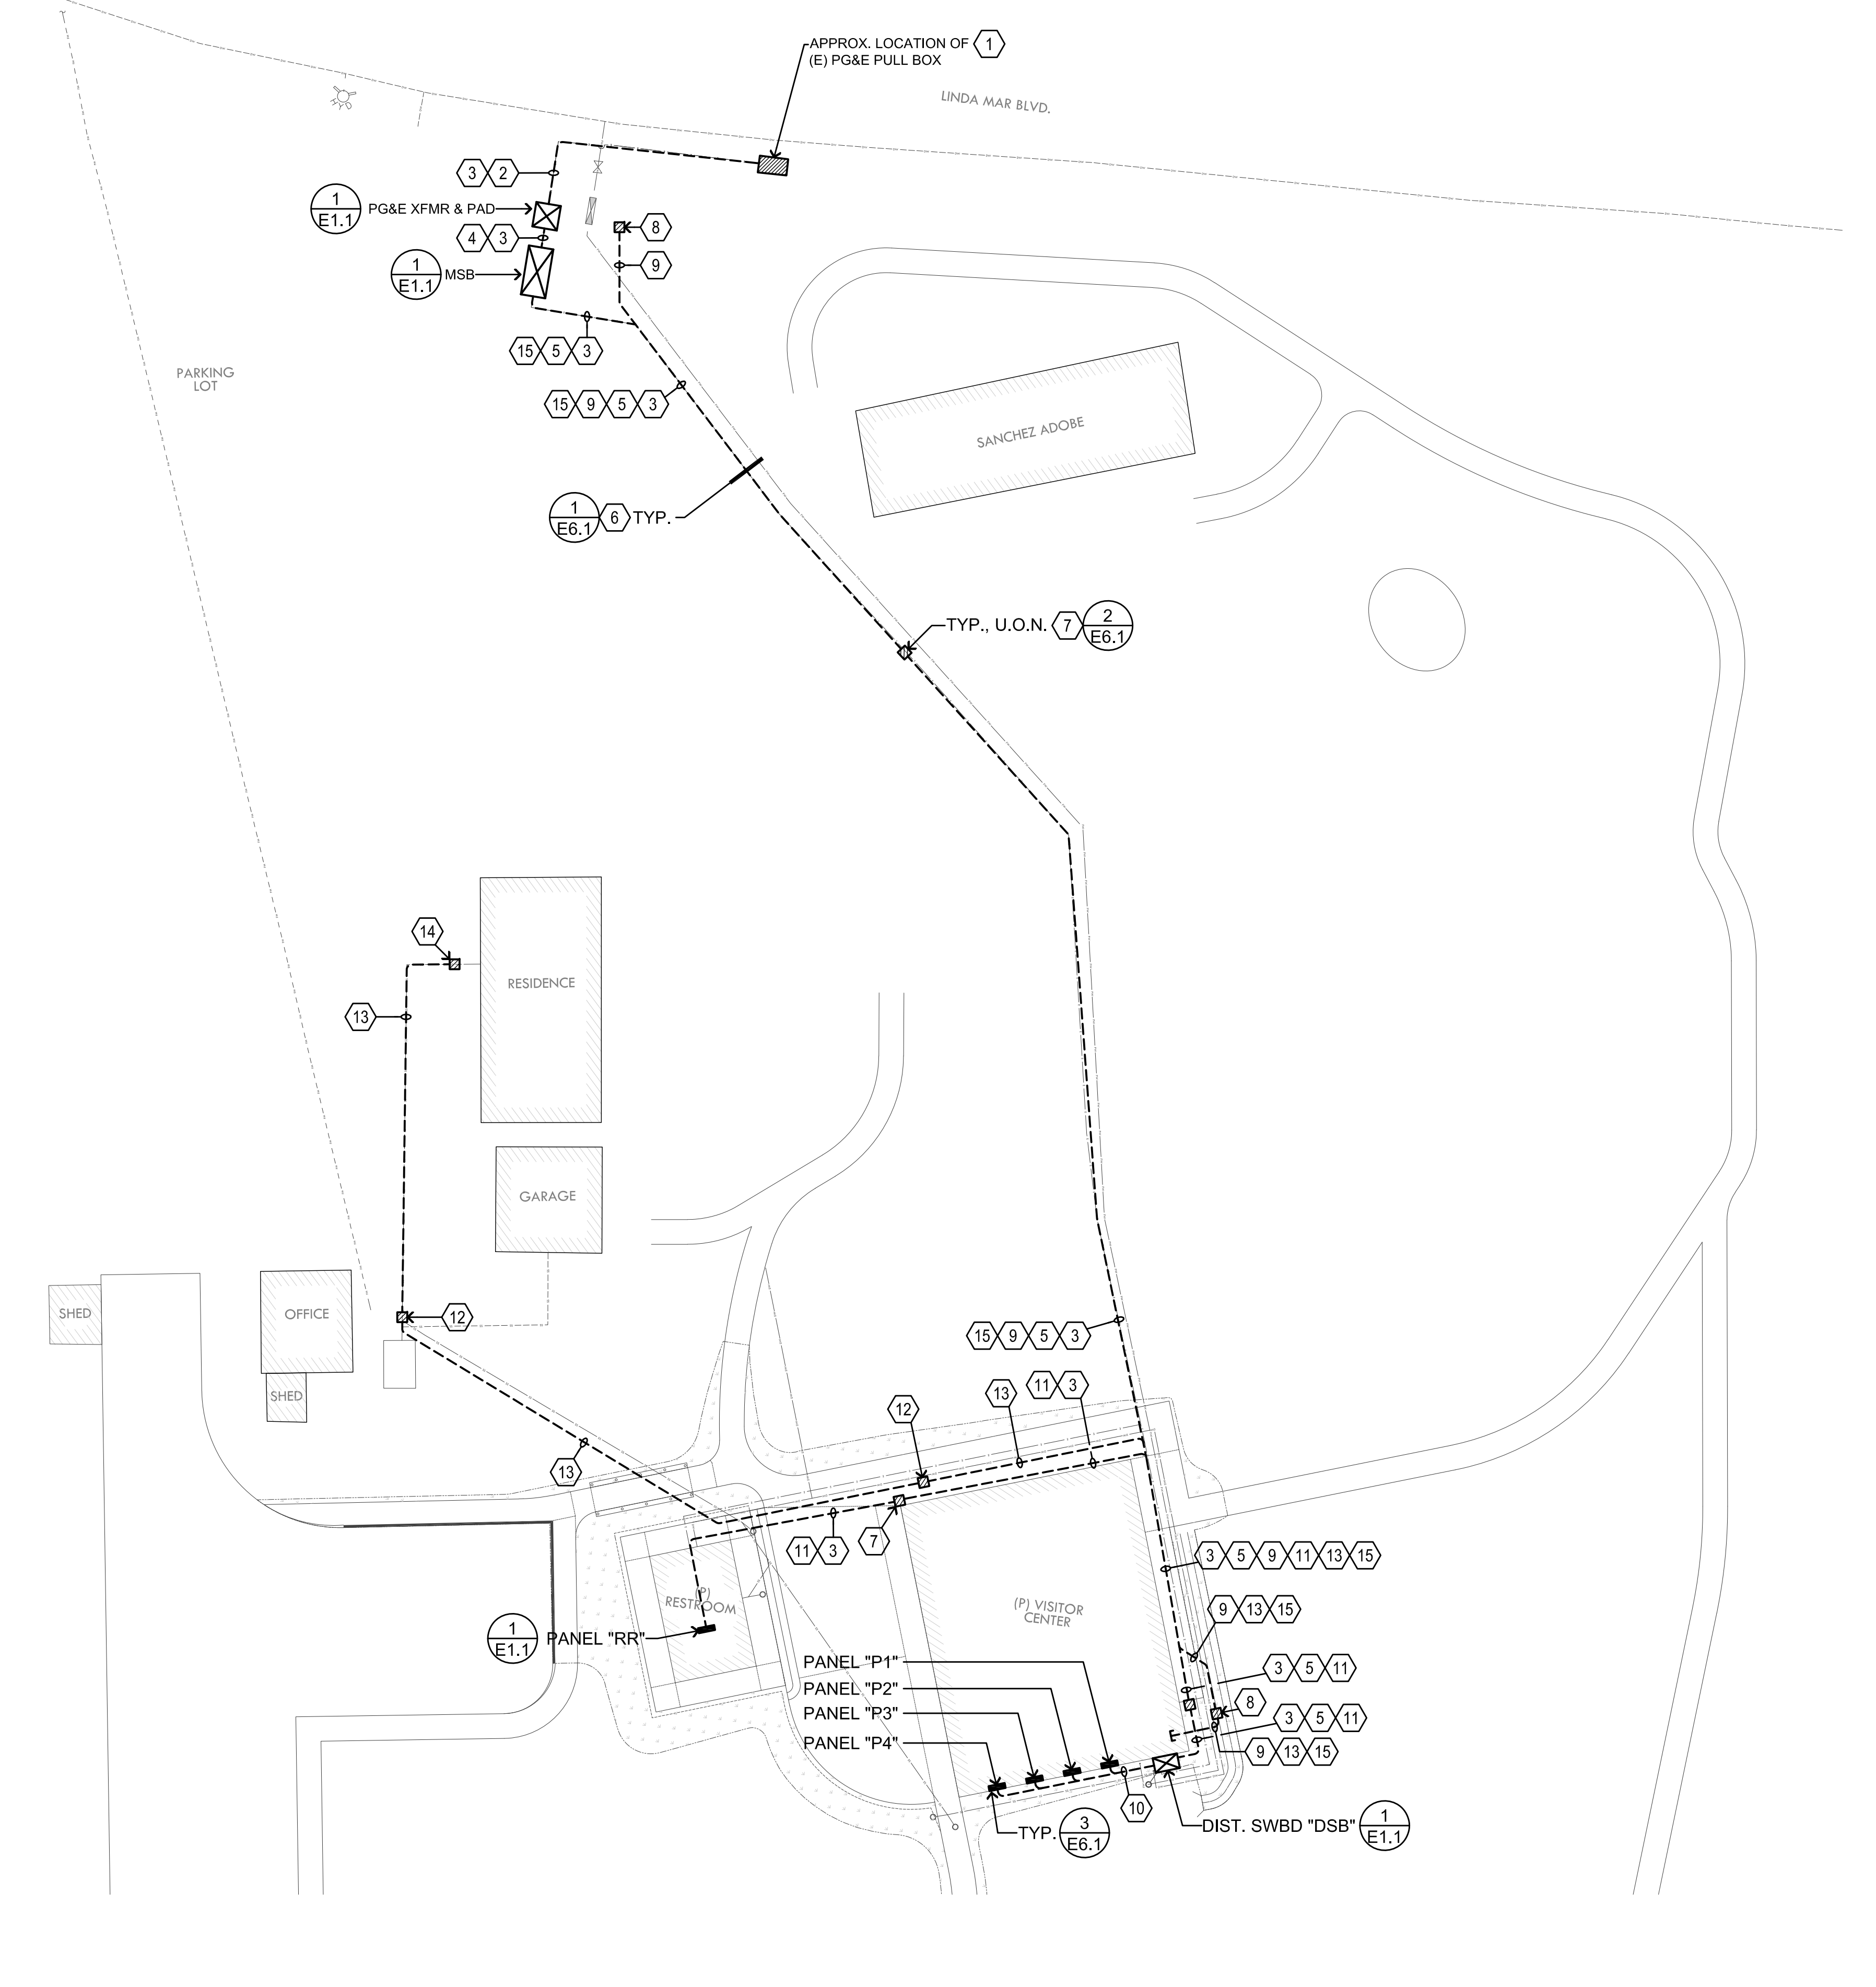 APPROX. LOCATION OF 1
(E) PG&E PULL BOX
LINDA MAR BLVD.
3 2
1
E1.1
PG&E XFMR & PAD
8
4 3
9
1
E1.1
MSB
15 5 3
PARKING
LOT
15 9 5 3
SANCHEZ ADOBE
1
E6.1
6 TYP.
TYP., U.O.N. 7
2
E6.1
14
RESIDENCE
13
GARAGE
SHED
OFFICE
12
SHED
15 9 5 3
13
11 3
12
13
11 3
7
3 5 9 11 13 15
(P)
RESTROOM
(P) VISITOR
CENTER
9 13 15
1
E1.1
PANEL "RR"
PANEL "P1"
3 5 11
PANEL "P2"
8
PANEL "P3"
3 5 11
PANEL "P4"
9 13 15
10
TYP.
3
E6.1
DIST. SWBD "DSB"
1
E1.1